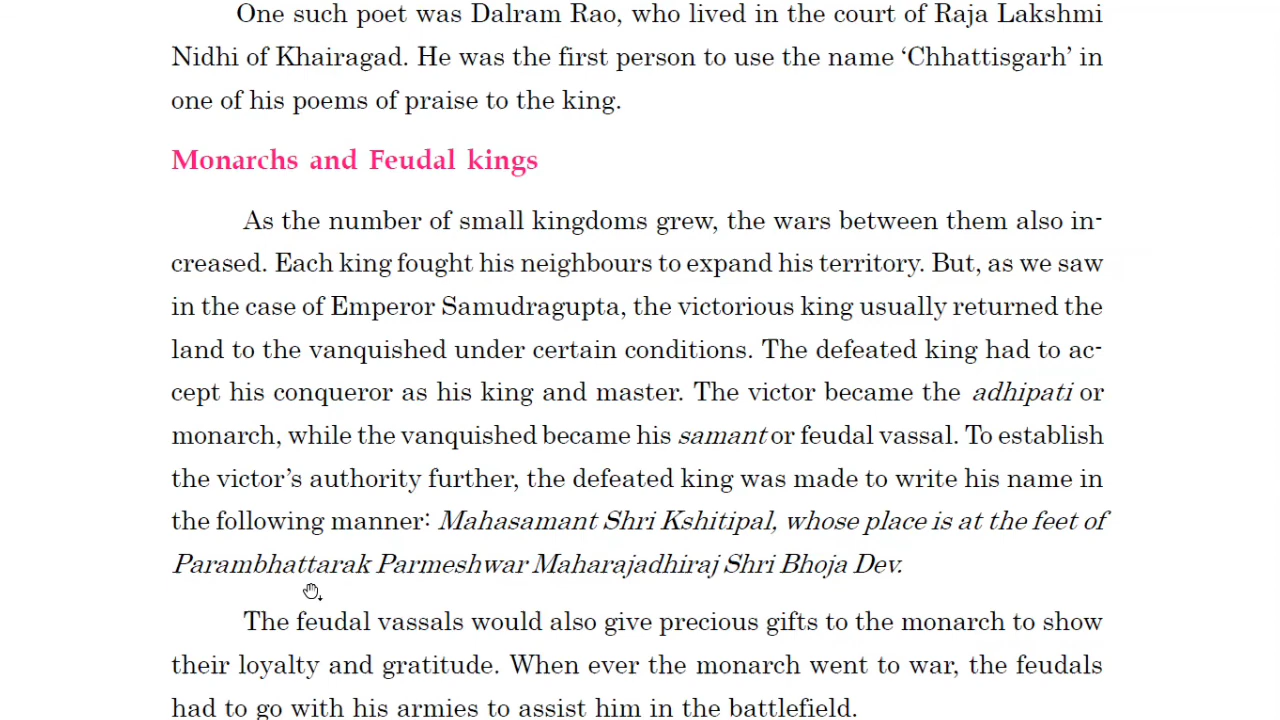 One such poet was Dalram Rao, who lived in the court of Raja Lakshmi
Nidhi of Khairagad. He was the first person to use the name ‘Chhattisgarh’ in
one of his poems of praise to the king.
Monarchs and Feudal kings
As the number of small kingdoms grew, the wars between them also in-
creased. Each king fought his neighbours to expand his territory. But, as we saw
in the case of Emperor Samudragupta, the victorious king usually returned the
land to the vanquished under certain conditions. The defeated king had to ac-
cept his conqueror as his king and master. The victor became the adhipati or
monarch, while the vanquished became his samant or feudal vassal. To establish
the victor’s authority further, the defeated king was made to write his name in
the following manner: Mahasamant Shri Kshitipal, whose place is at the feet of
Parambhattarak Parmeshwar Maharajadhiraj Shri Bhoja Dev.
The feudal vassals would also give precious gifts to the monarch to show
their loyalty and gratitude. When ever the monarch went to war, the feudals
had to go with his armies to assist him in the battlefield.